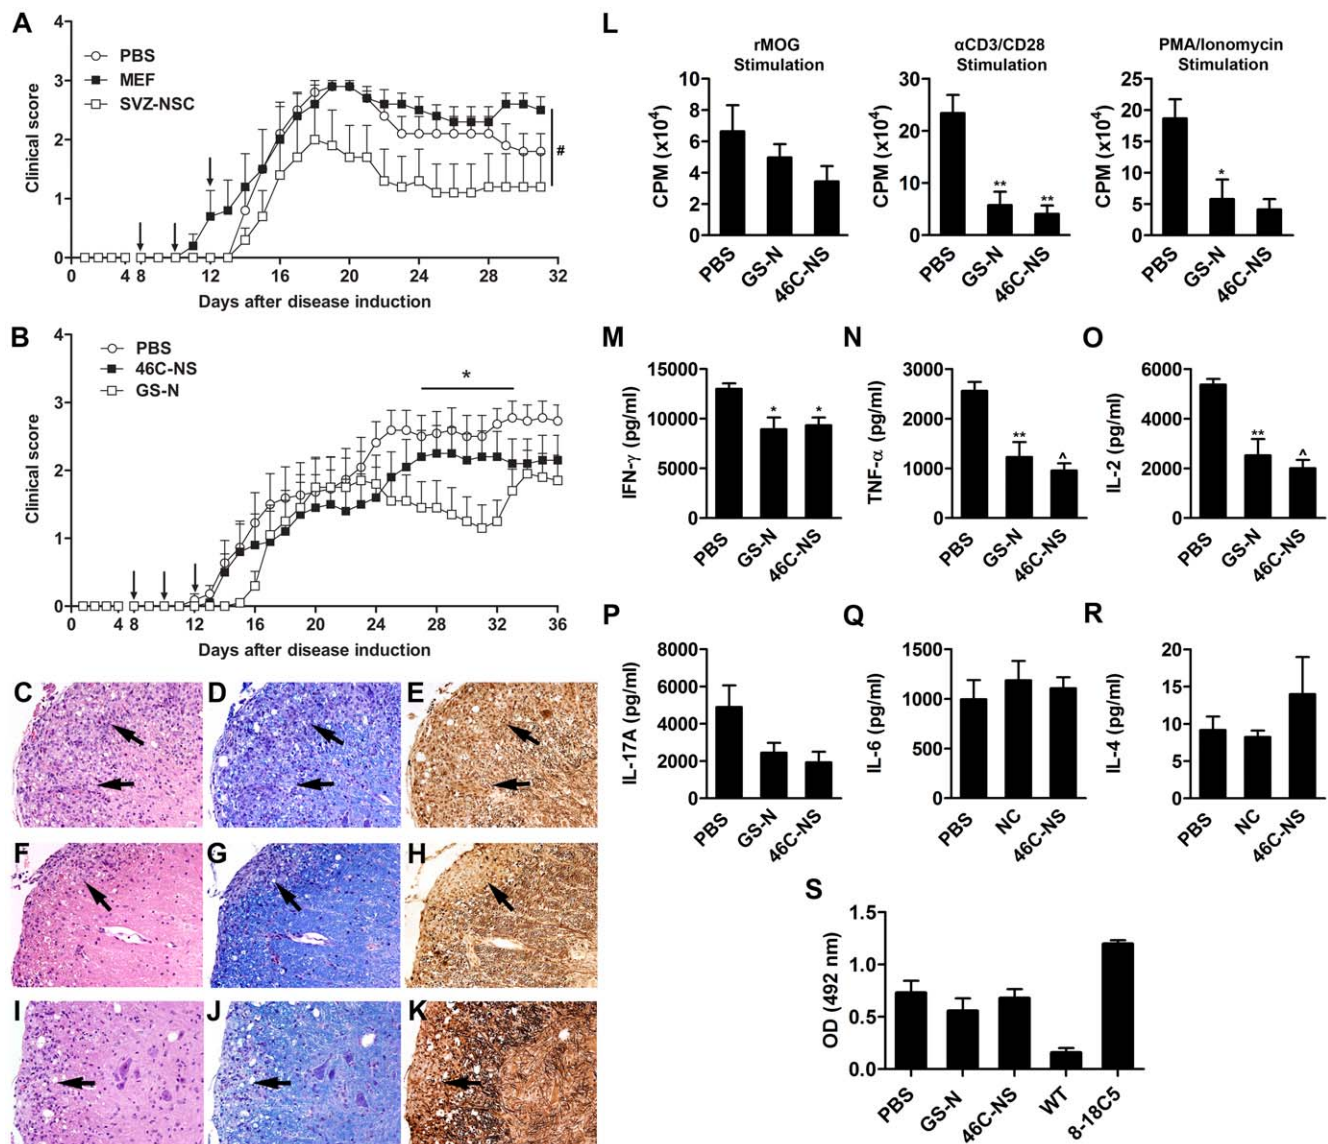 A
4
3
2
1
0
Clinical score
PBS
MEF
SVZ-NSC
#
0 4 8 12 16 20 24 28 32
Days after disease induction
B
4
3
2
1
0
Clinical score
PBS
46C-NS
GS-N
*
0 4 8 12 16 20 24 28 32 36
Days after disease induction
C D E
F G H
I J K
L
rMOG
Stimulation
CPM (x10⁴)
10
8
6
4
2
0
PBS GS-N 46C-NS
αCD3/CD28
Stimulation
CPM (x10⁴)
30
20
10
0
** **
PBS GS-N 46C-NS
PMA/Ionomycin
Stimulation
CPM (x10⁴)
25
20
15
10
5
0
*
PBS GS-N 46C-NS
M
IFN-γ (pg/ml)
15000
10000
5000
0
* *
PBS GS-N 46C-NS
N
TNF-α (pg/ml)
3000
2000
1000
0
** ^
PBS GS-N 46C-NS
O
IL-2 (pg/ml)
6000
4000
2000
0
** ^
PBS GS-N 46C-NS
P
IL-17A (pg/ml)
8000
6000
4000
2000
0
PBS GS-N 46C-NS
Q
IL-6 (pg/ml)
1500
1000
500
0
PBS NC 46C-NS
R
IL-4 (pg/ml)
20
15
10
5
0
PBS NC 46C-NS
S
OD (492 nm)
1.5
1.0
0.5
0.0
PBS GS-N 46C-NS WT 8-18C5